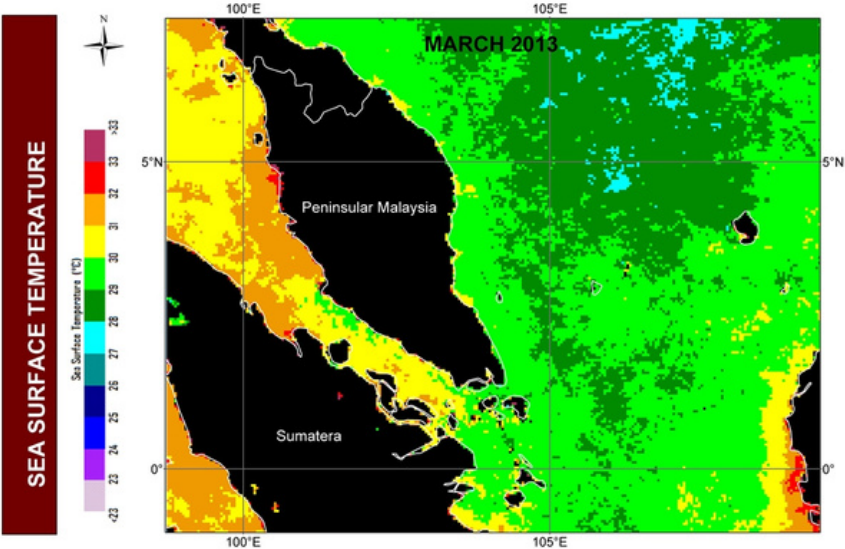 100°E 105°E
N
MARCH 2013
SEA SURFACE TEMPERATURE
Sea Surface Temperature (°C)
>33
33
32
31
30
29
28
27
26
25
24
23
<23
5°N 5°N
Peninsular Malaysia
Sumatera
0° 0°
100°E 105°E